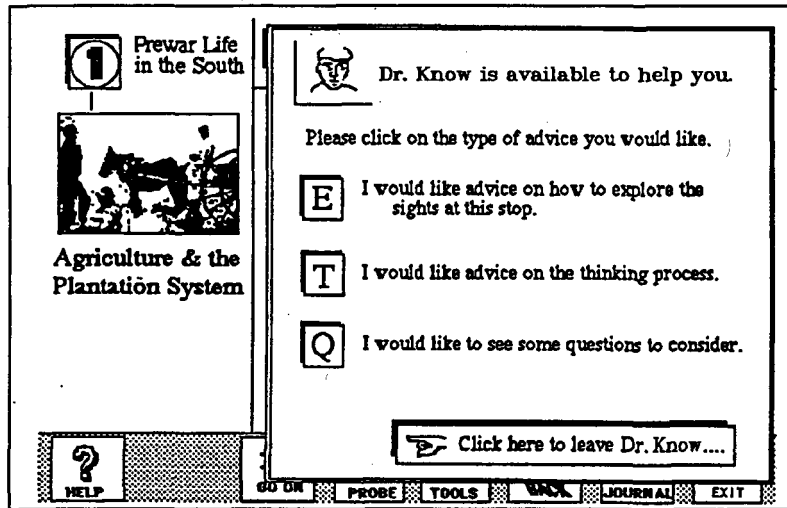 1
Prewar Life
in the South
Agriculture & the
Plantation System
Dr. Know is available to help you.
Please click on the type of advice you would like.
E
I would like advice on how to explore the
sights at this stop.
T
I would like advice on the thinking process.
Q
I would like to see some questions to consider.
Click here to leave Dr. Know....
?
HELP
GO ON
PROBE
TOOLS
BACK
JOURNAL
EXIT